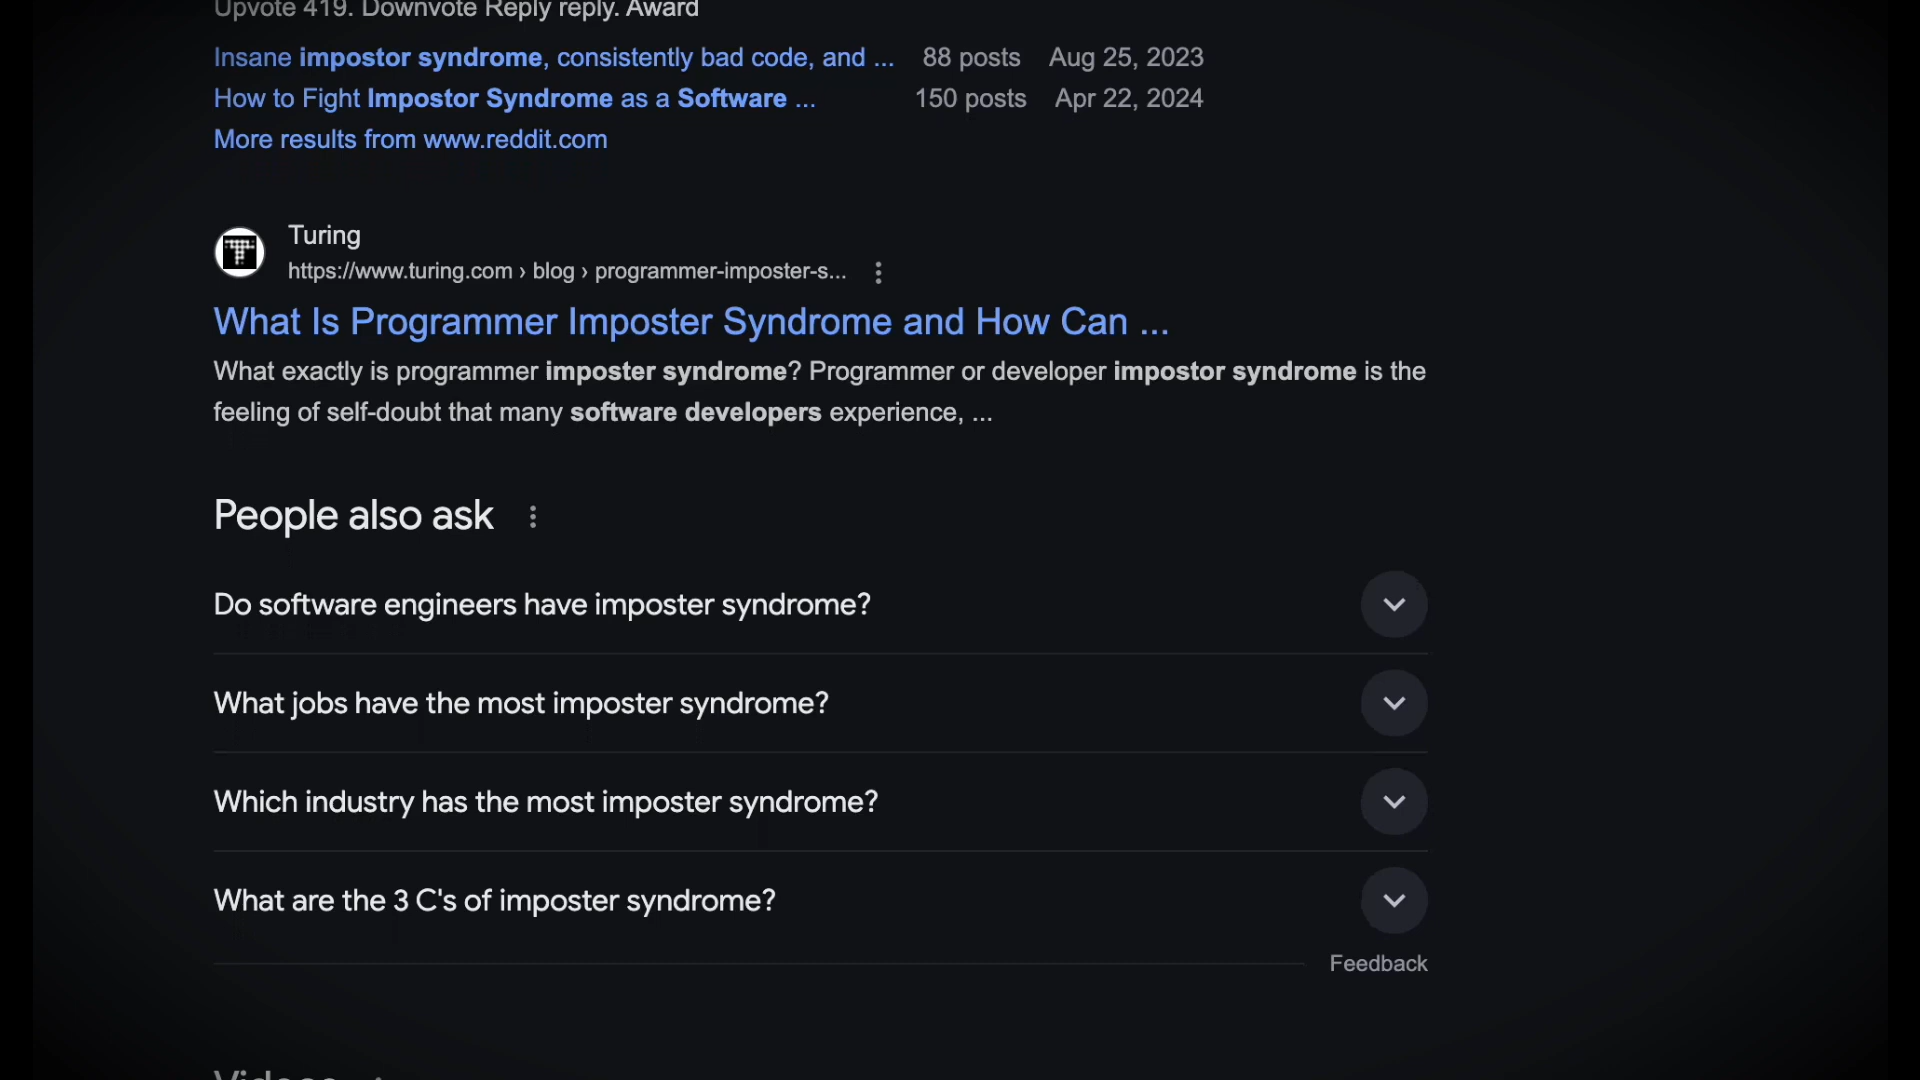 Upvote 419. Downvote Reply reply. Award
Insane impostor syndrome, consistently bad code, and ... 88 posts Aug 25, 2023
How to Fight Impostor Syndrome as a Software ... 150 posts Apr 22, 2024
More results from www.reddit.com
Turing
https://www.turing.com › blog › programmer-imposter-s...
What Is Programmer Imposter Syndrome and How Can ...
What exactly is programmer imposter syndrome? Programmer or developer impostor syndrome is the
feeling of self-doubt that many software developers experience, ...
People also ask
Do software engineers have imposter syndrome?
What jobs have the most imposter syndrome?
Which industry has the most imposter syndrome?
What are the 3 C's of imposter syndrome?
Feedback
Videos